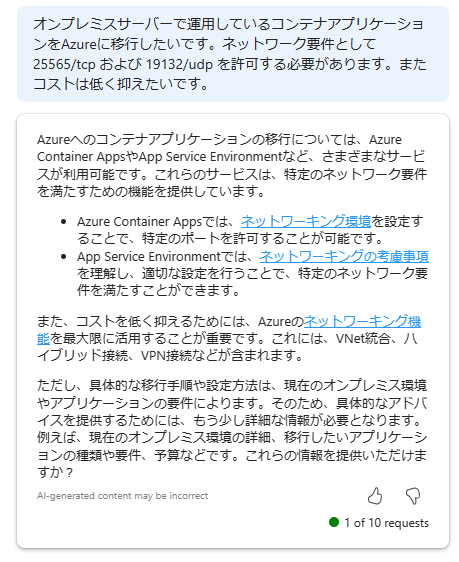 オンプレミスサーバーで運用しているコンテナアプリケーショ
ンをAzureに移行したいです。ネットワーク要件として
25565/tcp および 19132/udp を許可する必要があります。また
コストは低く抑えたいです。
Azureへのコンテナアプリケーションの移行については、Azure
Container AppsやApp Service Environmentなど、さまざまなサービ
スが利用可能です。これらのサービスは、特定のネットワーク要件
を満たすための機能を提供しています。
• Azure Container Appsでは、ネットワーキング環境を設定す
ることで、特定のポートを許可することが可能です。
• App Service Environmentでは、ネットワーキングの考慮事項
を理解し、適切な設定を行うことで、特定のネットワーク要
件を満たすことができます。
また、コストを低く抑えるためには、Azureのネットワーキング機
能を最大限に活用することが重要です。これには、VNet統合、ハ
イブリッド接続、VPN接続などが含まれます。
ただし、具体的な移行手順や設定方法は、現在のオンプレミス環境
やアプリケーションの要件によります。そのため、具体的なアドバ
イスを提供するためには、もう少し詳細な情報が必要となります。
例えば、現在のオンプレミス環境の詳細、移行したいアプリケーシ
ョンの種類や要件、予算などです。これらの情報を提供いただけま
すか？
AI-generated content may be incorrect
1 of 10 requests